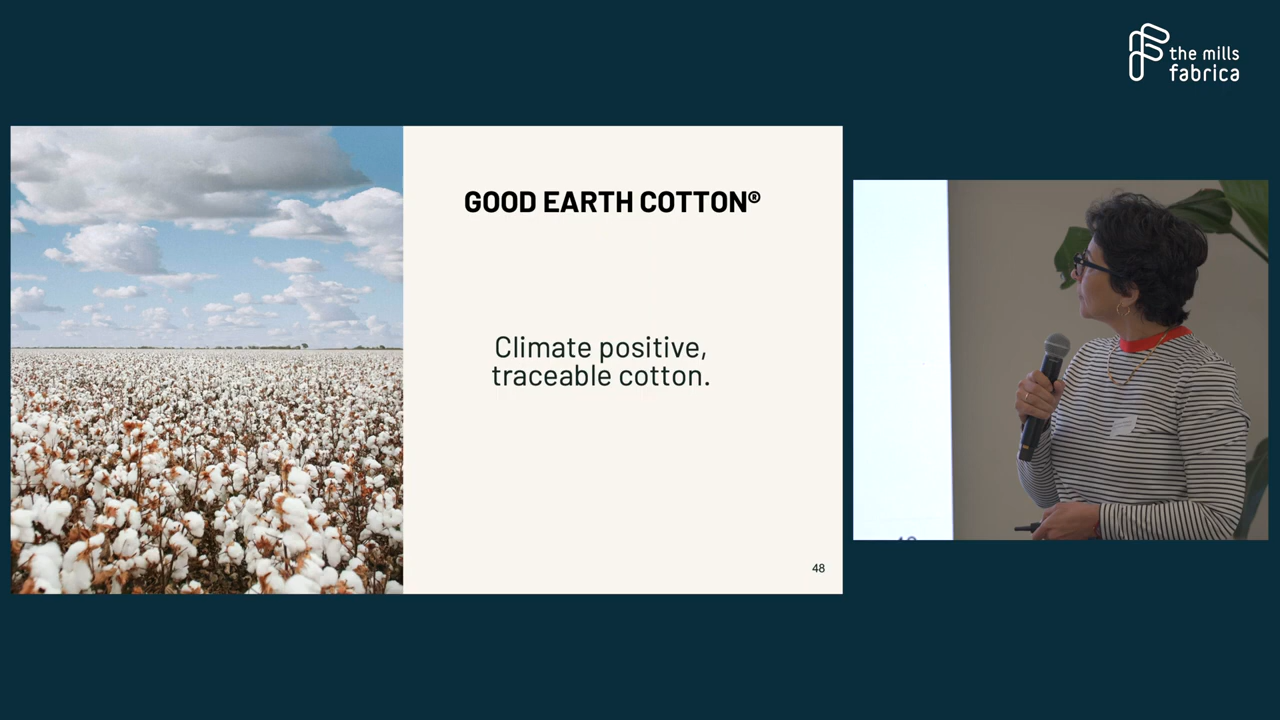 the mills
fabrica
GOOD EARTH COTTON®
Climate positive,
traceable cotton.
48